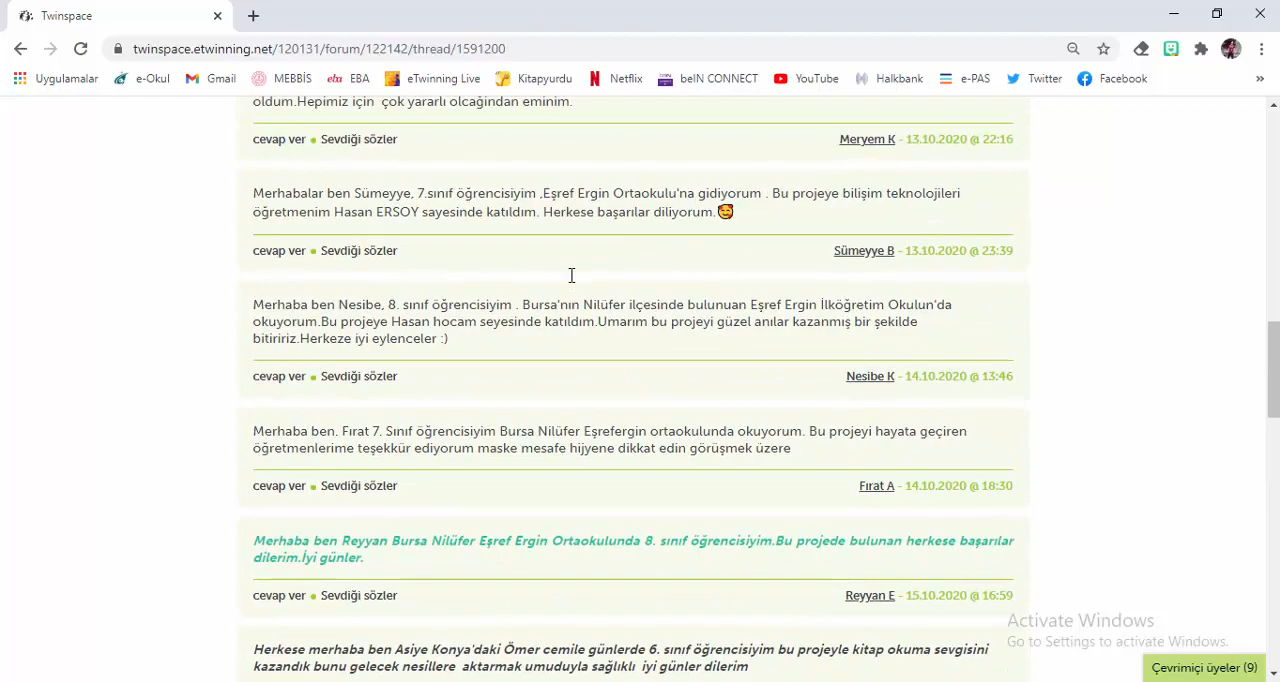 Twinspace
twinspace.etwinning.net/120131/forum/122142/thread/1591200
Uygulamalar e-Okul Gmail MEBBİS eba EBA eTwinning Live Kitapyurdu Netflix beIN CONNECT YouTube Halkbank e-PAS Twitter Facebook »
oldum.Hepimiz için çok yararlı olcağindan eminim.
cevap ver Sevdiği sözler Meryem K - 13.10.2020 @ 22:16
Merhabalar ben Sümeyye, 7.sınıf öğrencisiyim ,Eşref Ergin Ortaokulu'na gidiyorum . Bu projeye bilişim teknolojileri
öğretmenim Hasan ERSOY sayesinde katıldım. Herkese başarılar diliyorum.🥰
cevap ver Sevdiği sözler Sümeyye B - 13.10.2020 @ 23:39
Merhaba ben Nesibe, 8. sınıf öğrencisiyim . Bursa'nın Nilüfer ilçesinde bulunuan Eşref Ergin İlköğretim Okulun'da
okuyorum.Bu projeye Hasan hocam seyesinde katıldım.Umarım bu projeyi güzel anılar kazanmış bir şekilde
bitiririz.Herkeze iyi eylenceler :)
cevap ver Sevdiği sözler Nesibe K - 14.10.2020 @ 13:46
Merhaba ben. Fırat 7. Sınıf öğrencisiyim Bursa Nilüfer Eşrefergin ortaokulunda okuyorum. Bu projeyi hayata geçiren
öğretmenlerime teşekkür ediyorum maske mesafe hijyene dikkat edin görüşmek üzere
cevap ver Sevdiği sözler Fırat A - 14.10.2020 @ 18:30
Merhaba ben Reyyan Bursa Nilüfer Eşref Ergin Ortaokulunda 8. sınıf öğrencisiyim.Bu projede bulunan herkese başarılar
dilerim.İyi günler.
cevap ver Sevdiği sözler Reyyan E - 15.10.2020 @ 16:59
Herkese merhaba ben Asiye Konya'daki Ömer cemile günlerde 6. sınıf öğrencisiyim bu projeyle kitap okuma sevgisini
kazandık bunu gelecek nesillere aktarmak umuduyla sağlıklı iyi günler dilerim
Activate Windows
Go to Settings to activate Windows.
Çevrimiçi üyeler (9)